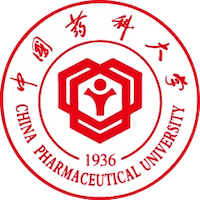 中国药科大学
1936
CHINA PHARMACEUTICAL UNIVERSITY